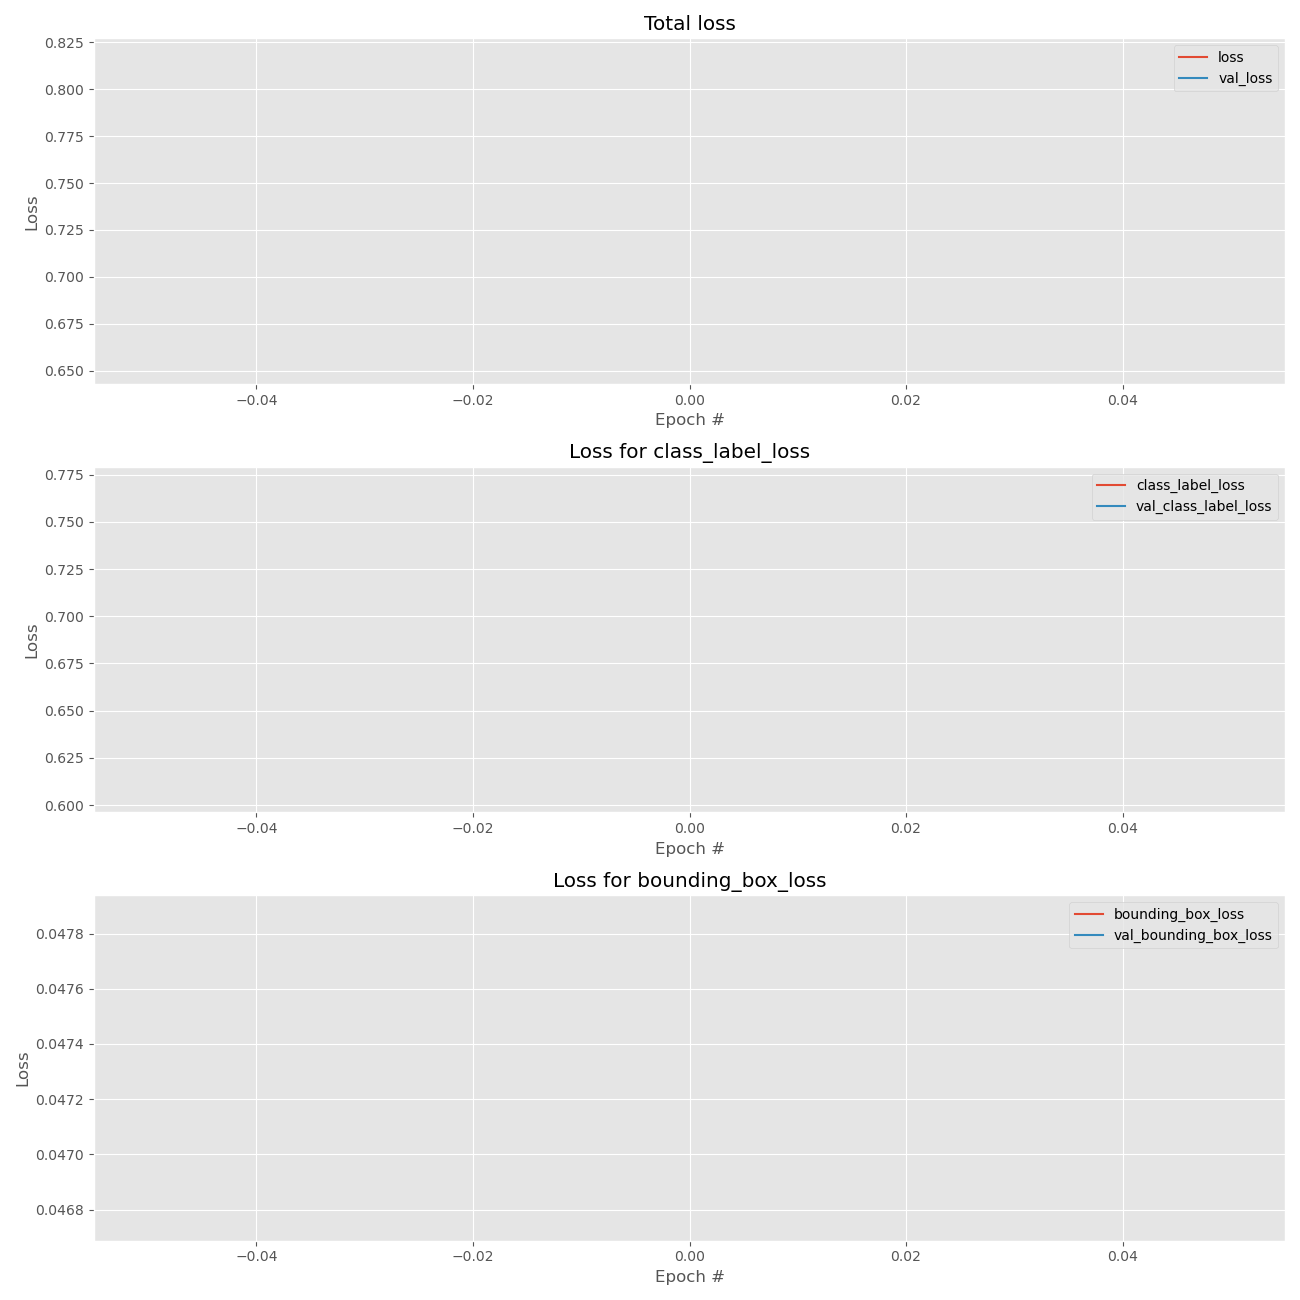 Total loss
0.825
0.800
0.775
0.750
0.725
0.700
0.675
0.650
Loss
loss
val_loss
−0.04 −0.02 0.00 0.02 0.04
Epoch #
Loss for class_label_loss
0.775
0.750
0.725
0.700
0.675
0.650
0.625
0.600
Loss
class_label_loss
val_class_label_loss
−0.04 −0.02 0.00 0.02 0.04
Epoch #
Loss for bounding_box_loss
0.0478
0.0476
0.0474
0.0472
0.0470
0.0468
Loss
bounding_box_loss
val_bounding_box_loss
−0.04 −0.02 0.00 0.02 0.04
Epoch #